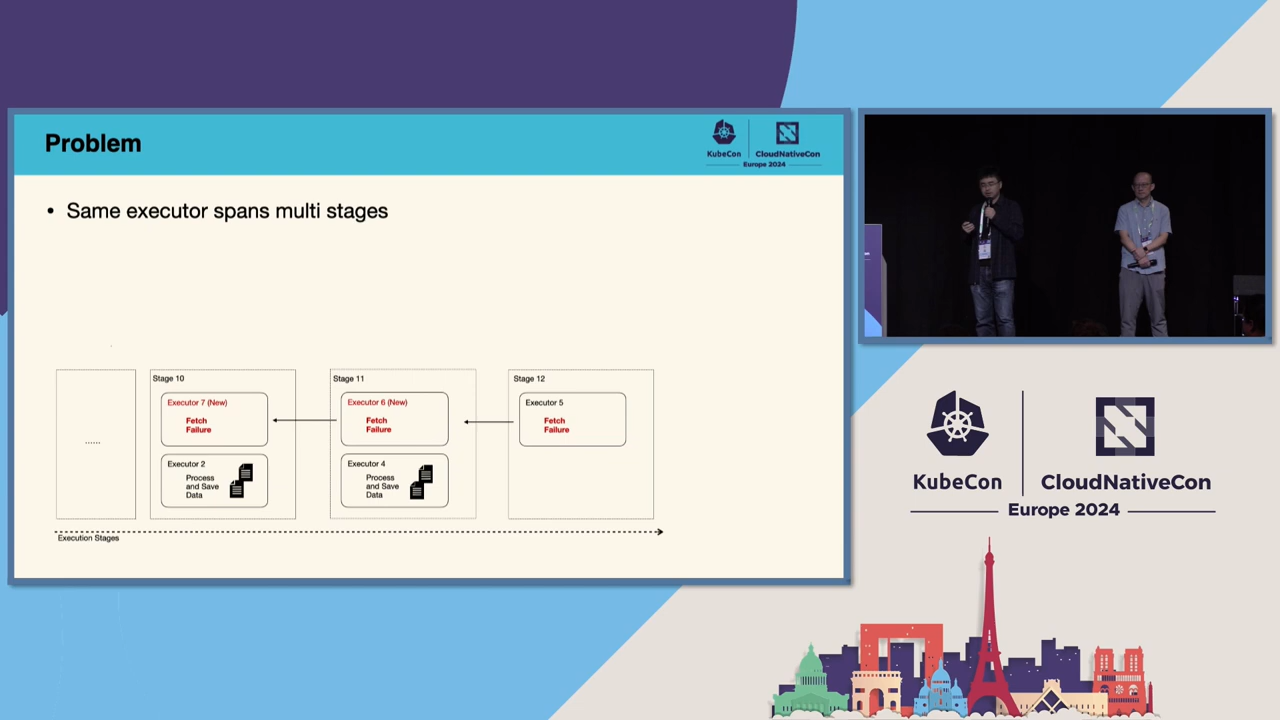 Problem
KubeCon
CloudNativeCon
Europe 2024
• Same executor spans multi stages
......
Stage 10
Executor 7 (New)
Fetch
Failure
Executor 2
Process
and Save
Data
Stage 11
Executor 6 (New)
Fetch
Failure
Executor 4
Process
and Save
Data
Stage 12
Executor 5
Fetch
Failure
Execution Stages
KubeCon
CloudNativeCon
Europe 2024